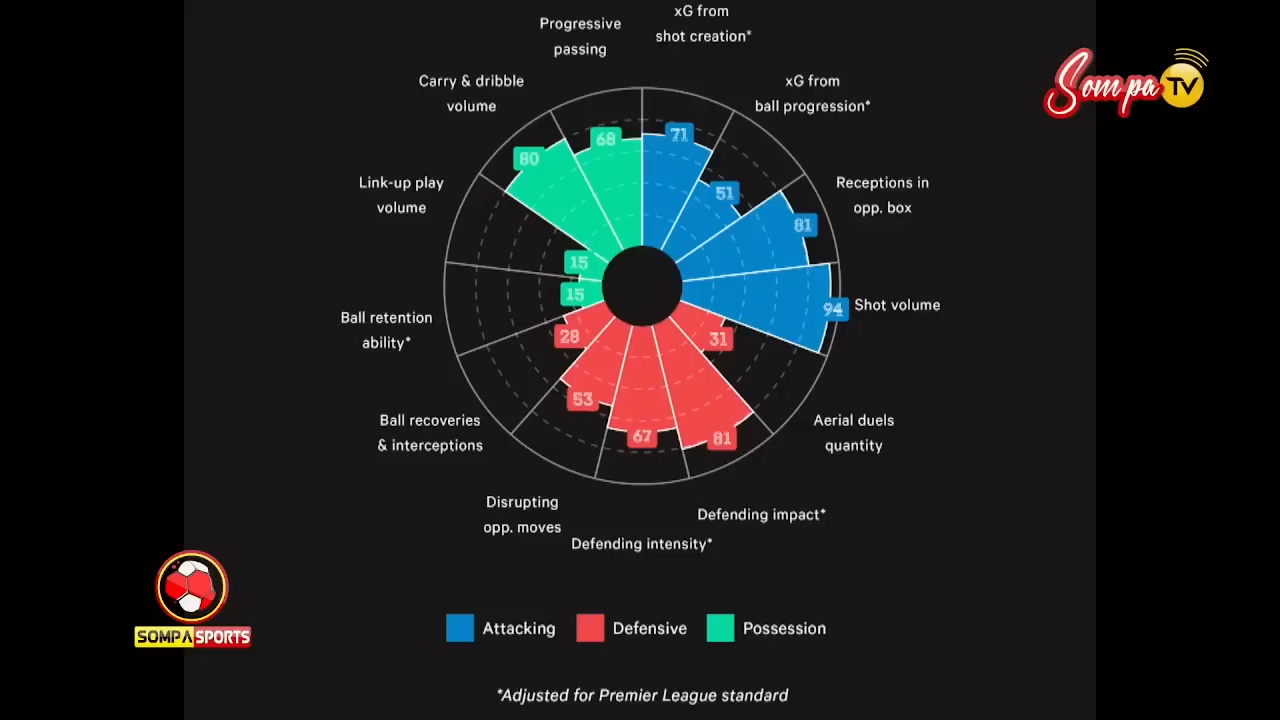 xG from
shot creation*
Progressive
passing
Carry & dribble
volume
xG from
ball progression*
Sompa TV
71
68
80
51
Link-up play
volume
Receptions in
opp. box
81
15
15
94
Shot volume
Ball retention
ability*
28
31
53
67
81
Ball recoveries
& interceptions
Aerial duels
quantity
Disrupting
opp. moves
Defending impact*
Defending intensity*
SOMPA SPORTS
Attacking
Defensive
Possession
*Adjusted for Premier League standard